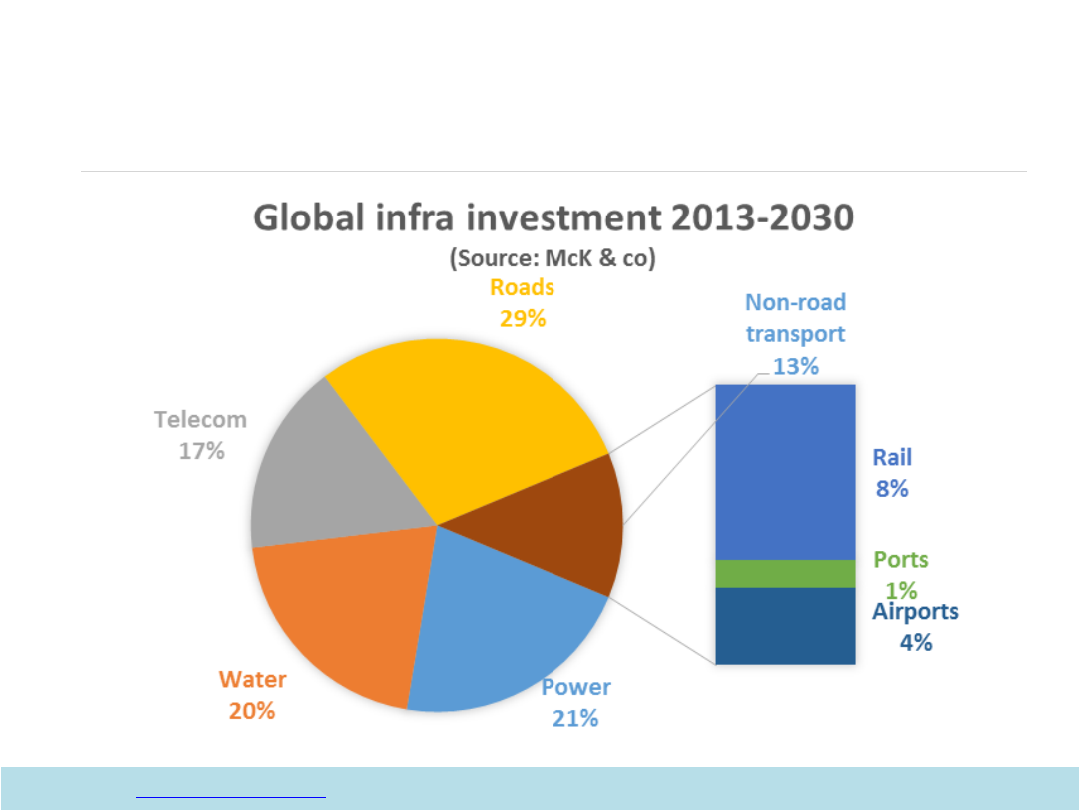 Global infra investment 2013-2030
(Source: McK & co)
Roads
29%
Non-road
transport
13%
Telecom
17%
Rail
8%
Ports
1%
Airports
4%
Water
20%
Power
21%